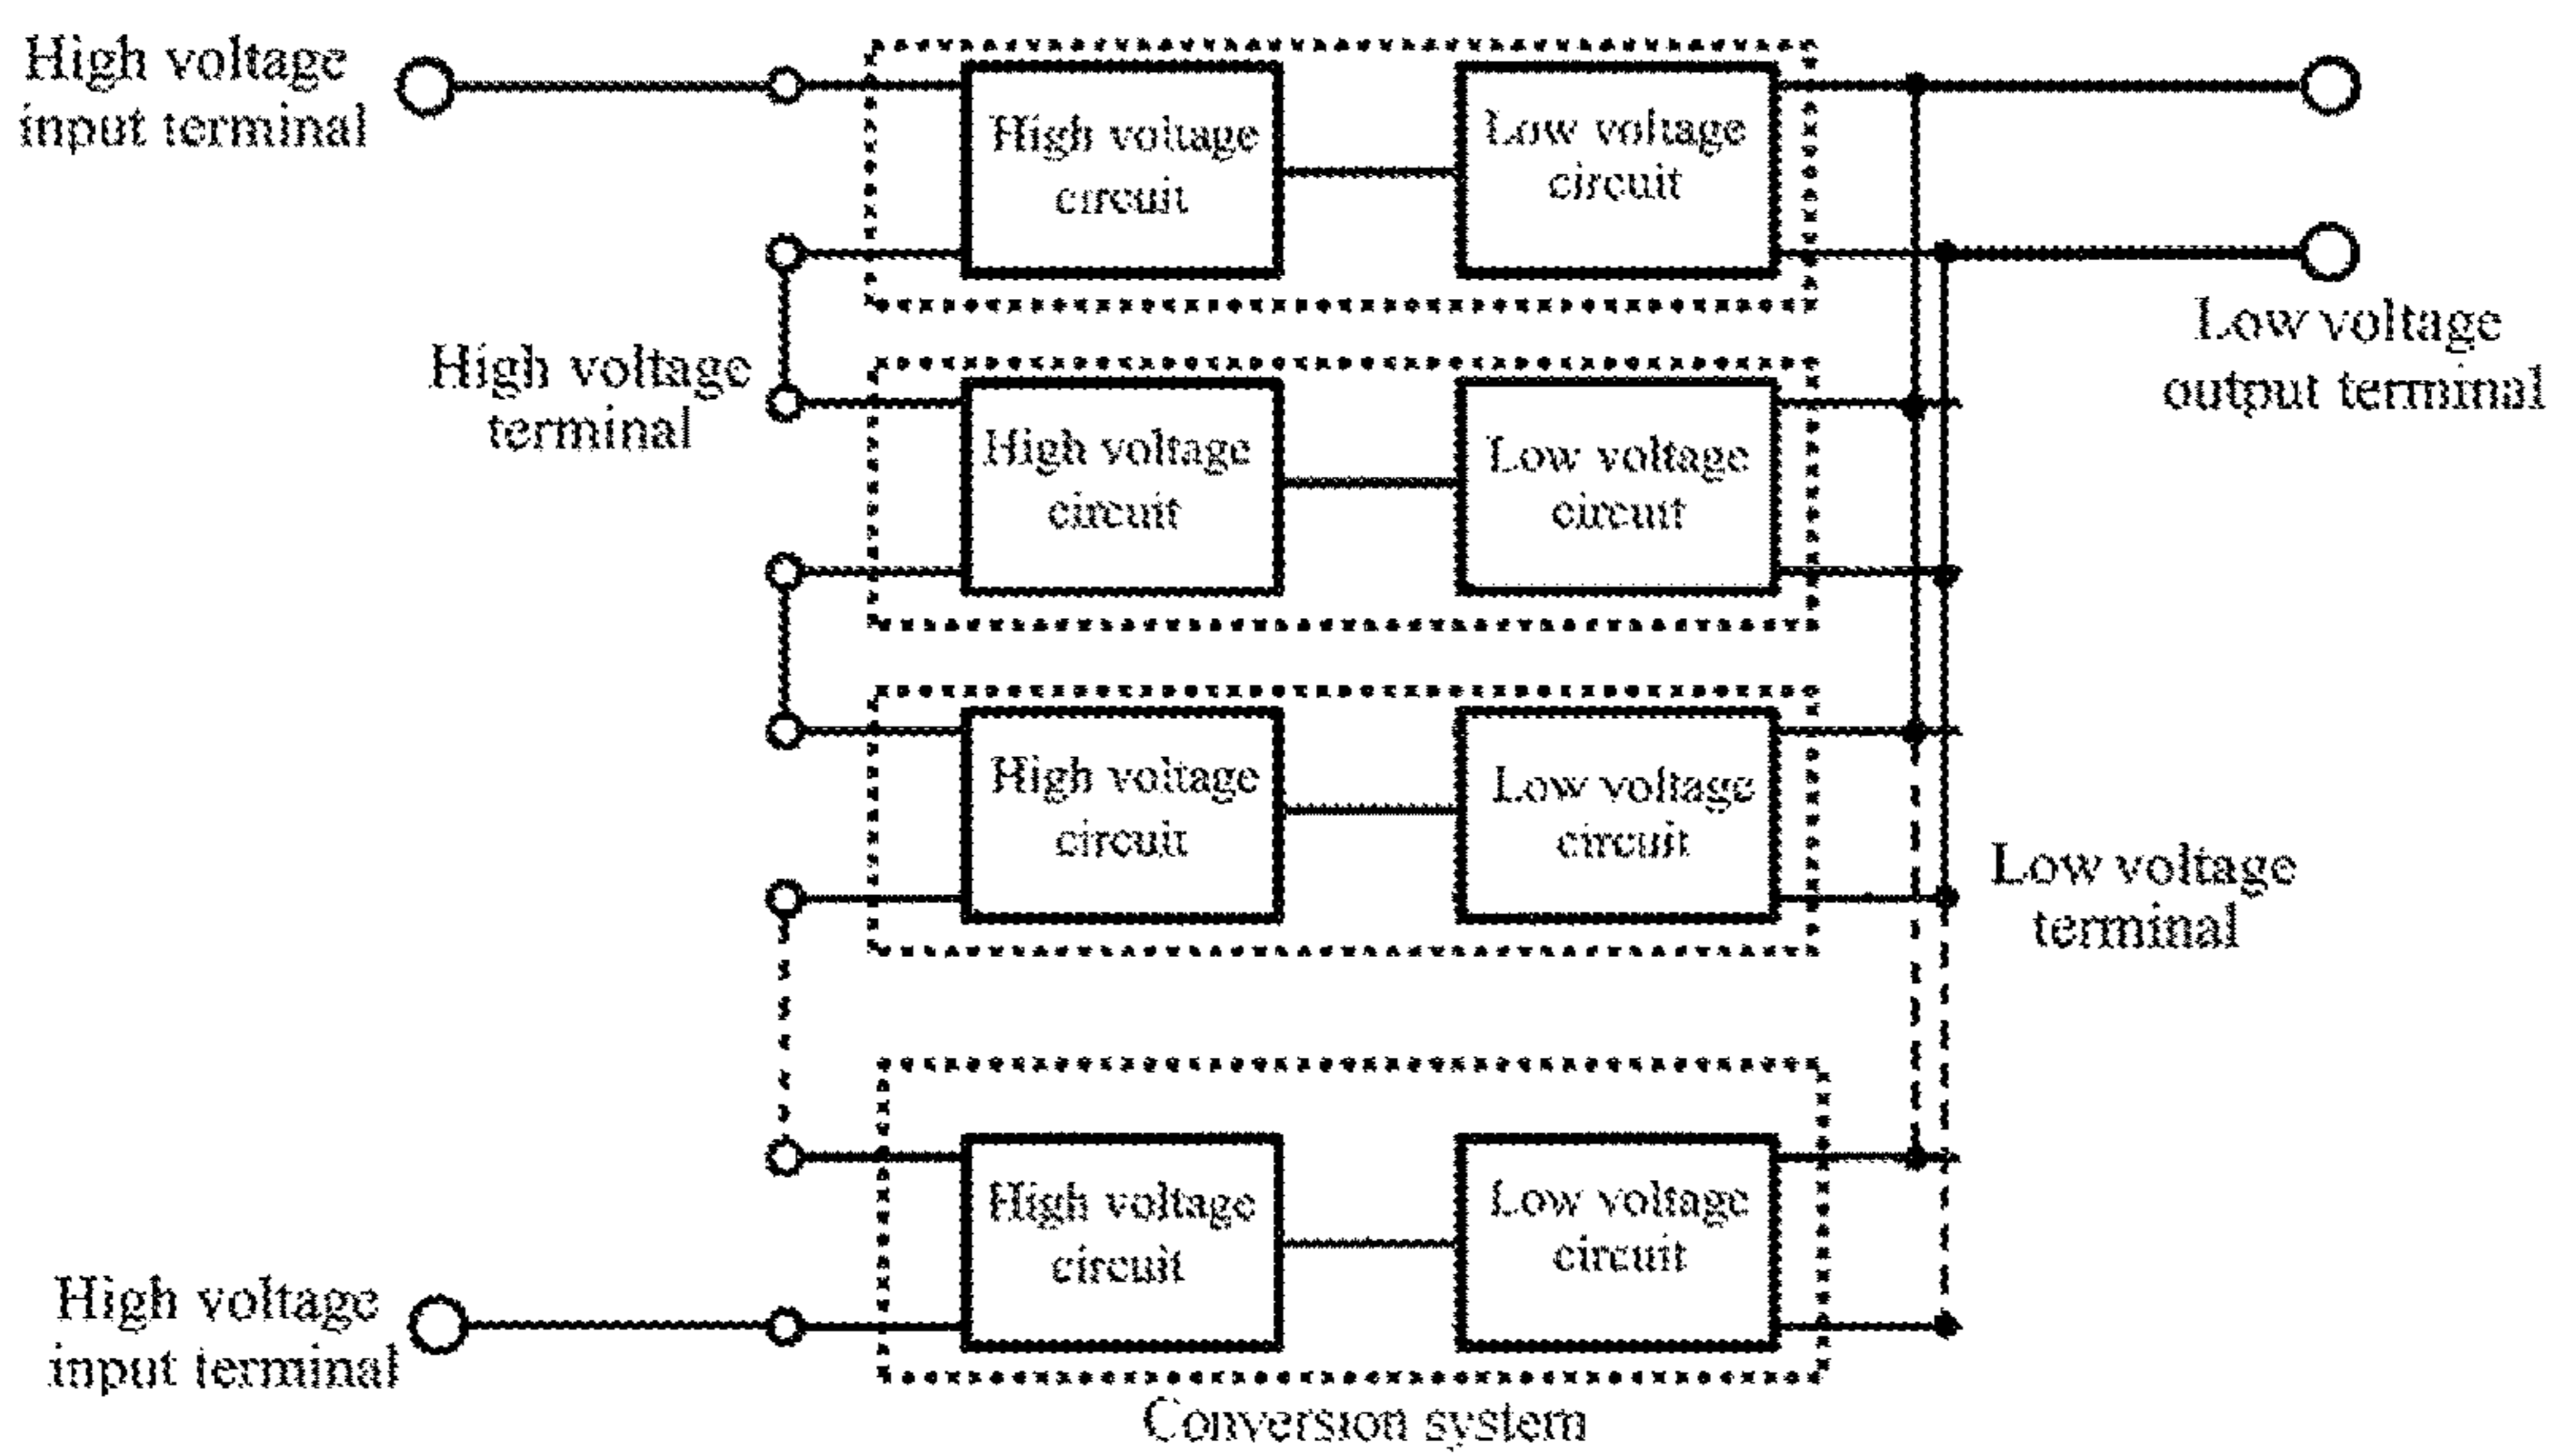 High voltage
input terminal
High voltage
circuit
Low voltage
circuit
Low voltage
output terminal
High voltage
terminal
High voltage
circuit
Low voltage
circuit
High voltage
circuit
Low voltage
circuit
Low voltage
terminal
High voltage
circuit
Low voltage
circuit
High voltage
input terminal
Conversion system